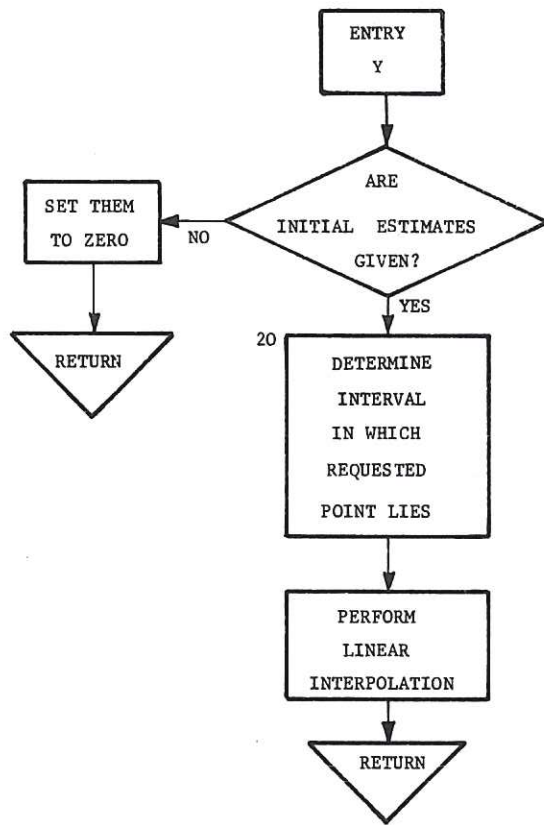 ENTRY
Y
ARE
INITIAL ESTIMATES
GIVEN?
NO
SET THEM
TO ZERO
RETURN
YES
20
DETERMINE
INTERVAL
IN WHICH
REQUESTED
POINT LIES
PERFORM
LINEAR
INTERPOLATION
RETURN